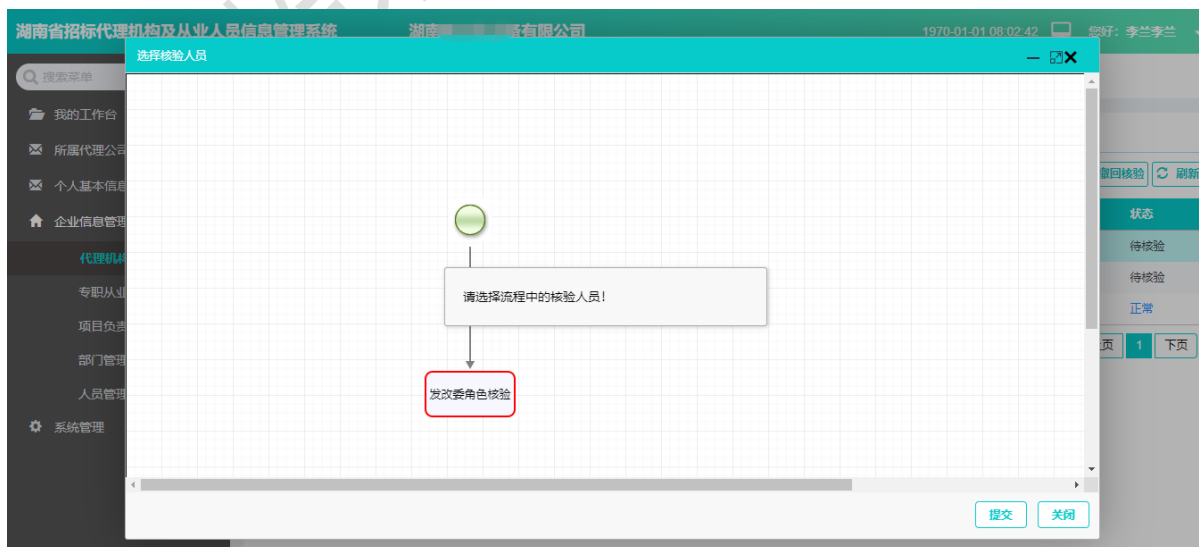 湖南省招标代理机构及从业人员信息管理系统
湖南
备有限公司
1970-01-01 08:02:42
您好：李兰李兰
选择核验人员
搜索菜单
我的工作台
所属代理公司
个人基本信息
企业信息管理
代理机构
专职从业
项目负责
部门管理
人员管理
系统管理
撤回核验
刷新
状态
待核验
待核验
正常
页
1
下页
请选择流程中的核验人员！
发改委角色核验
提交
关闭